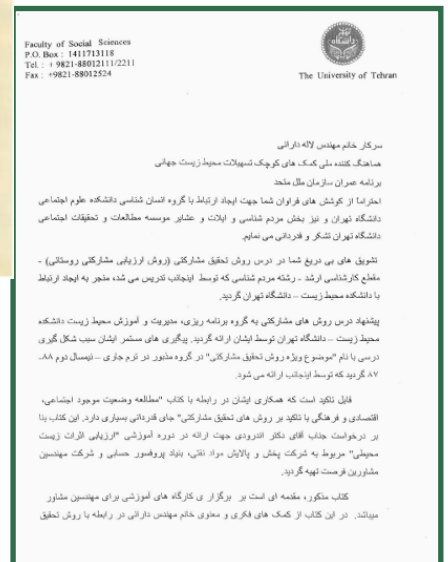 Faculty of Social Sciences
P.O. Box : 1411713118
Tel. : + 9821-88012111/2211
Fax : +9821-88012524
The University of Tehran
سرکار خانم مهندس لاله دارائی
هماهنگ کننده ملی کمک های کوچک تسهیلات محیط زیست جهانی
برنامه عمران سازمان ملل متحد
احتراما از کوشش های فراوان شما جهت ایجاد ارتباط با گروه انسان شناسی دانشکده علوم اجتماعی
دانشگاه تهران و نیز بخش مردم شناسی و ایلات و عشایر موسسه مطالعات و تحقیقات اجتماعی
دانشگاه تهران تشکر و قدردانی می نمایم.
تشویق های بی دریغ شما در درس روش تحقیق مشارکتی (روش ارزیابی مشارکتی روستائی) -
مقطع کارشناسی ارشد - رشته مردم شناسی که توسط اینجانب تدریس می شد، منجر به ایجاد ارتباط
با دانشکده محیط زیست – دانشگاه تهران گردید.
پیشنهاد درس روش های مشارکتی به گروه برنامه ریزی، مدیریت و آموزش محیط زیست دانشکده
محیط زیست – دانشگاه تهران توسط ایشان ارائه گردید. پیگیری های مستمر ایشان سبب شکل گیری
درسی با نام "موضوع ویژه روش تحقیق مشارکتی" در گروه مذبور در ترم جاری – نیمسال دوم ۸۸-
۸۷ گردید که توسط اینجانب ارائه می شود.
قابل تاکید است که همکاری ایشان در رابطه با کتاب "مطالعه وضعیت موجود اجتماعی،
اقتصادی و فرهنگی با تاکید بر روش های تحقیق مشارکتی" جای قدردانی بسیاری دارد. این کتاب بنا
بر درخواست جناب آقای دکتر اندرودی جهت ارائه در دوره آموزشی "ارزیابی اثرات زیست
محیطی" مربوط به شرکت پخش و پالایش مواد نفتی، بنیاد پروفسور حسابی و شرکت مهندسین
مشاورین فرصت تهیه گردید.
کتاب مذکور، مقدمه ای است بر برگزاری کارگاه های آموزشی برای مهندسین مشاور
میباشد. در این کتاب از کمک های فکری و معنوی خانم مهندس دارائی در رابطه با روش تحقیق